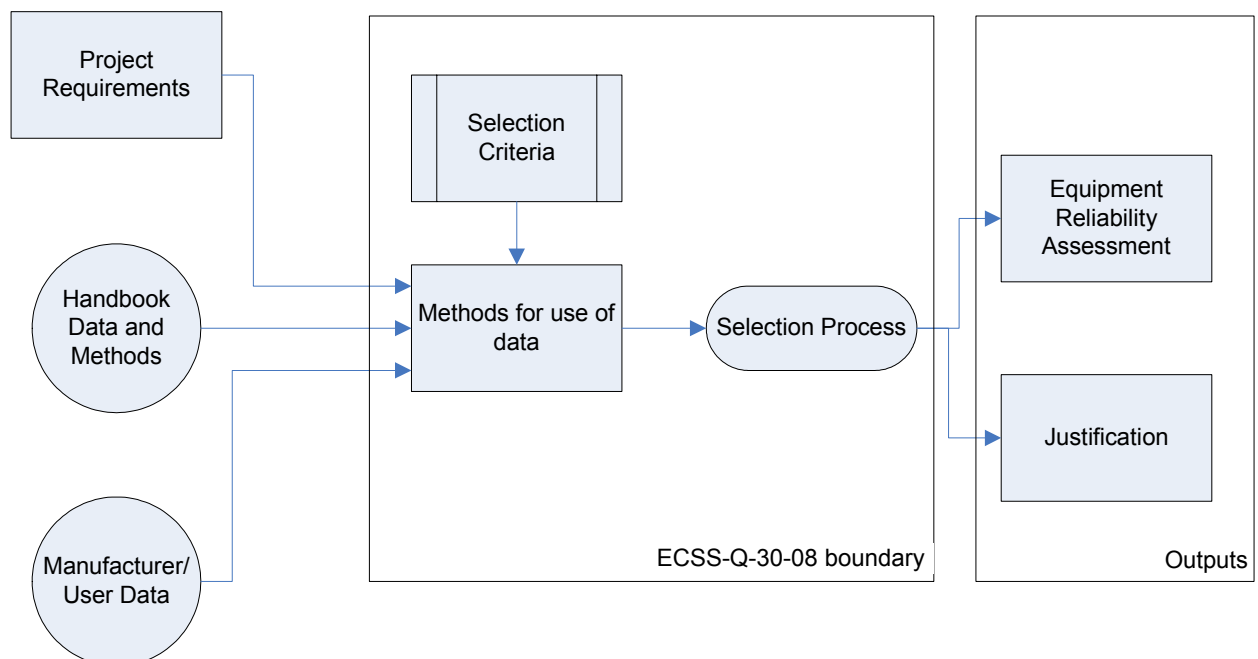 Project
Requirements
Handbook
Data and
Methods
Manufacturer/
User Data
Selection
Criteria
Methods for use of
data
Selection Process
ECSS-Q-30-08 boundary
Equipment
Reliability
Assessment
Justification
Outputs